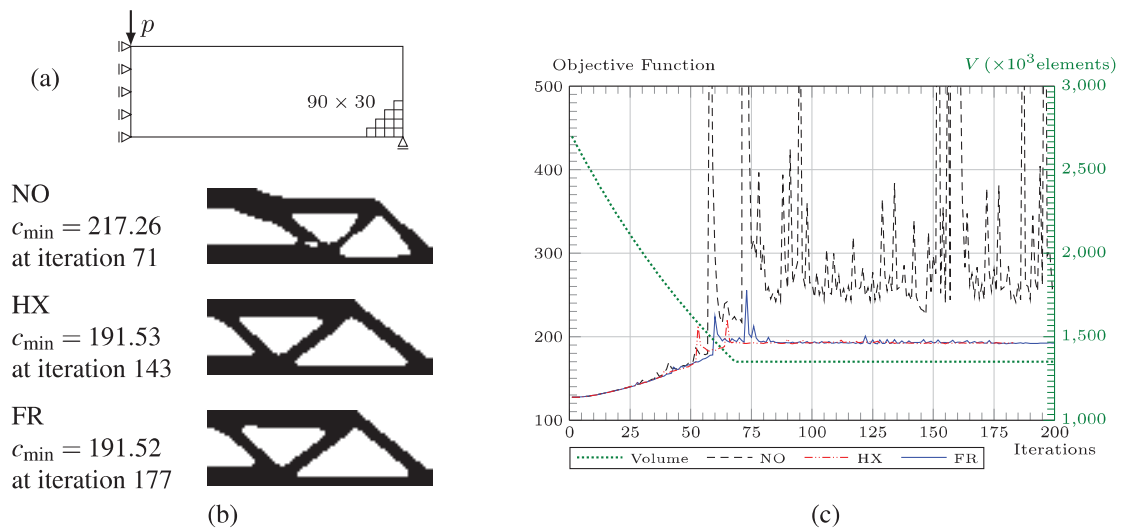 p
(a)
90 × 30
NO
c_min = 217.26
at iteration 71
HX
c_min = 191.53
at iteration 143
FR
c_min = 191.52
at iteration 177
(b)
Objective Function
V (×10³elements)
500
400
300
200
100
3,000
2,500
2,000
1,500
1,000
0 25 50 75 100 125 150 175 200
Iterations
Volume NO HX FR
(c)